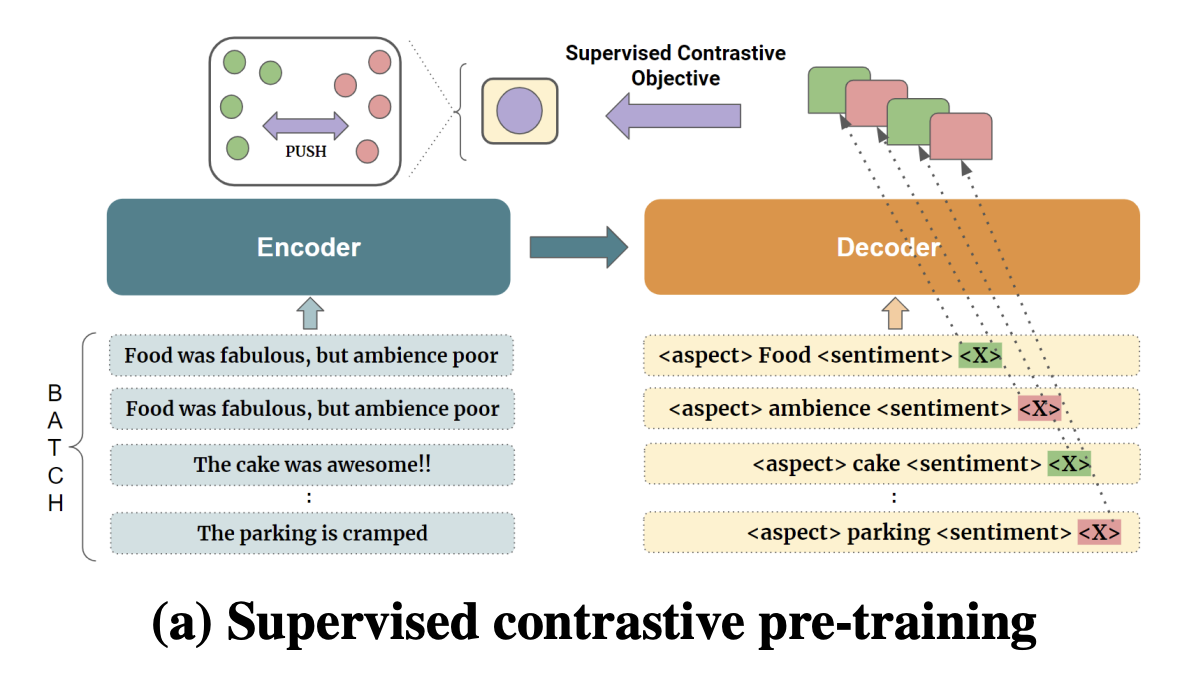 Supervised Contrastive
Objective
PUSH
Encoder
Decoder
BATCH
Food was fabulous, but ambience poor
<aspect> Food <sentiment> <X>
Food was fabulous, but ambience poor
<aspect> ambience <sentiment> <X>
The cake was awesome!!
<aspect> cake <sentiment> <X>
:
:
The parking is cramped
<aspect> parking <sentiment> <X>
(a) Supervised contrastive pre-training